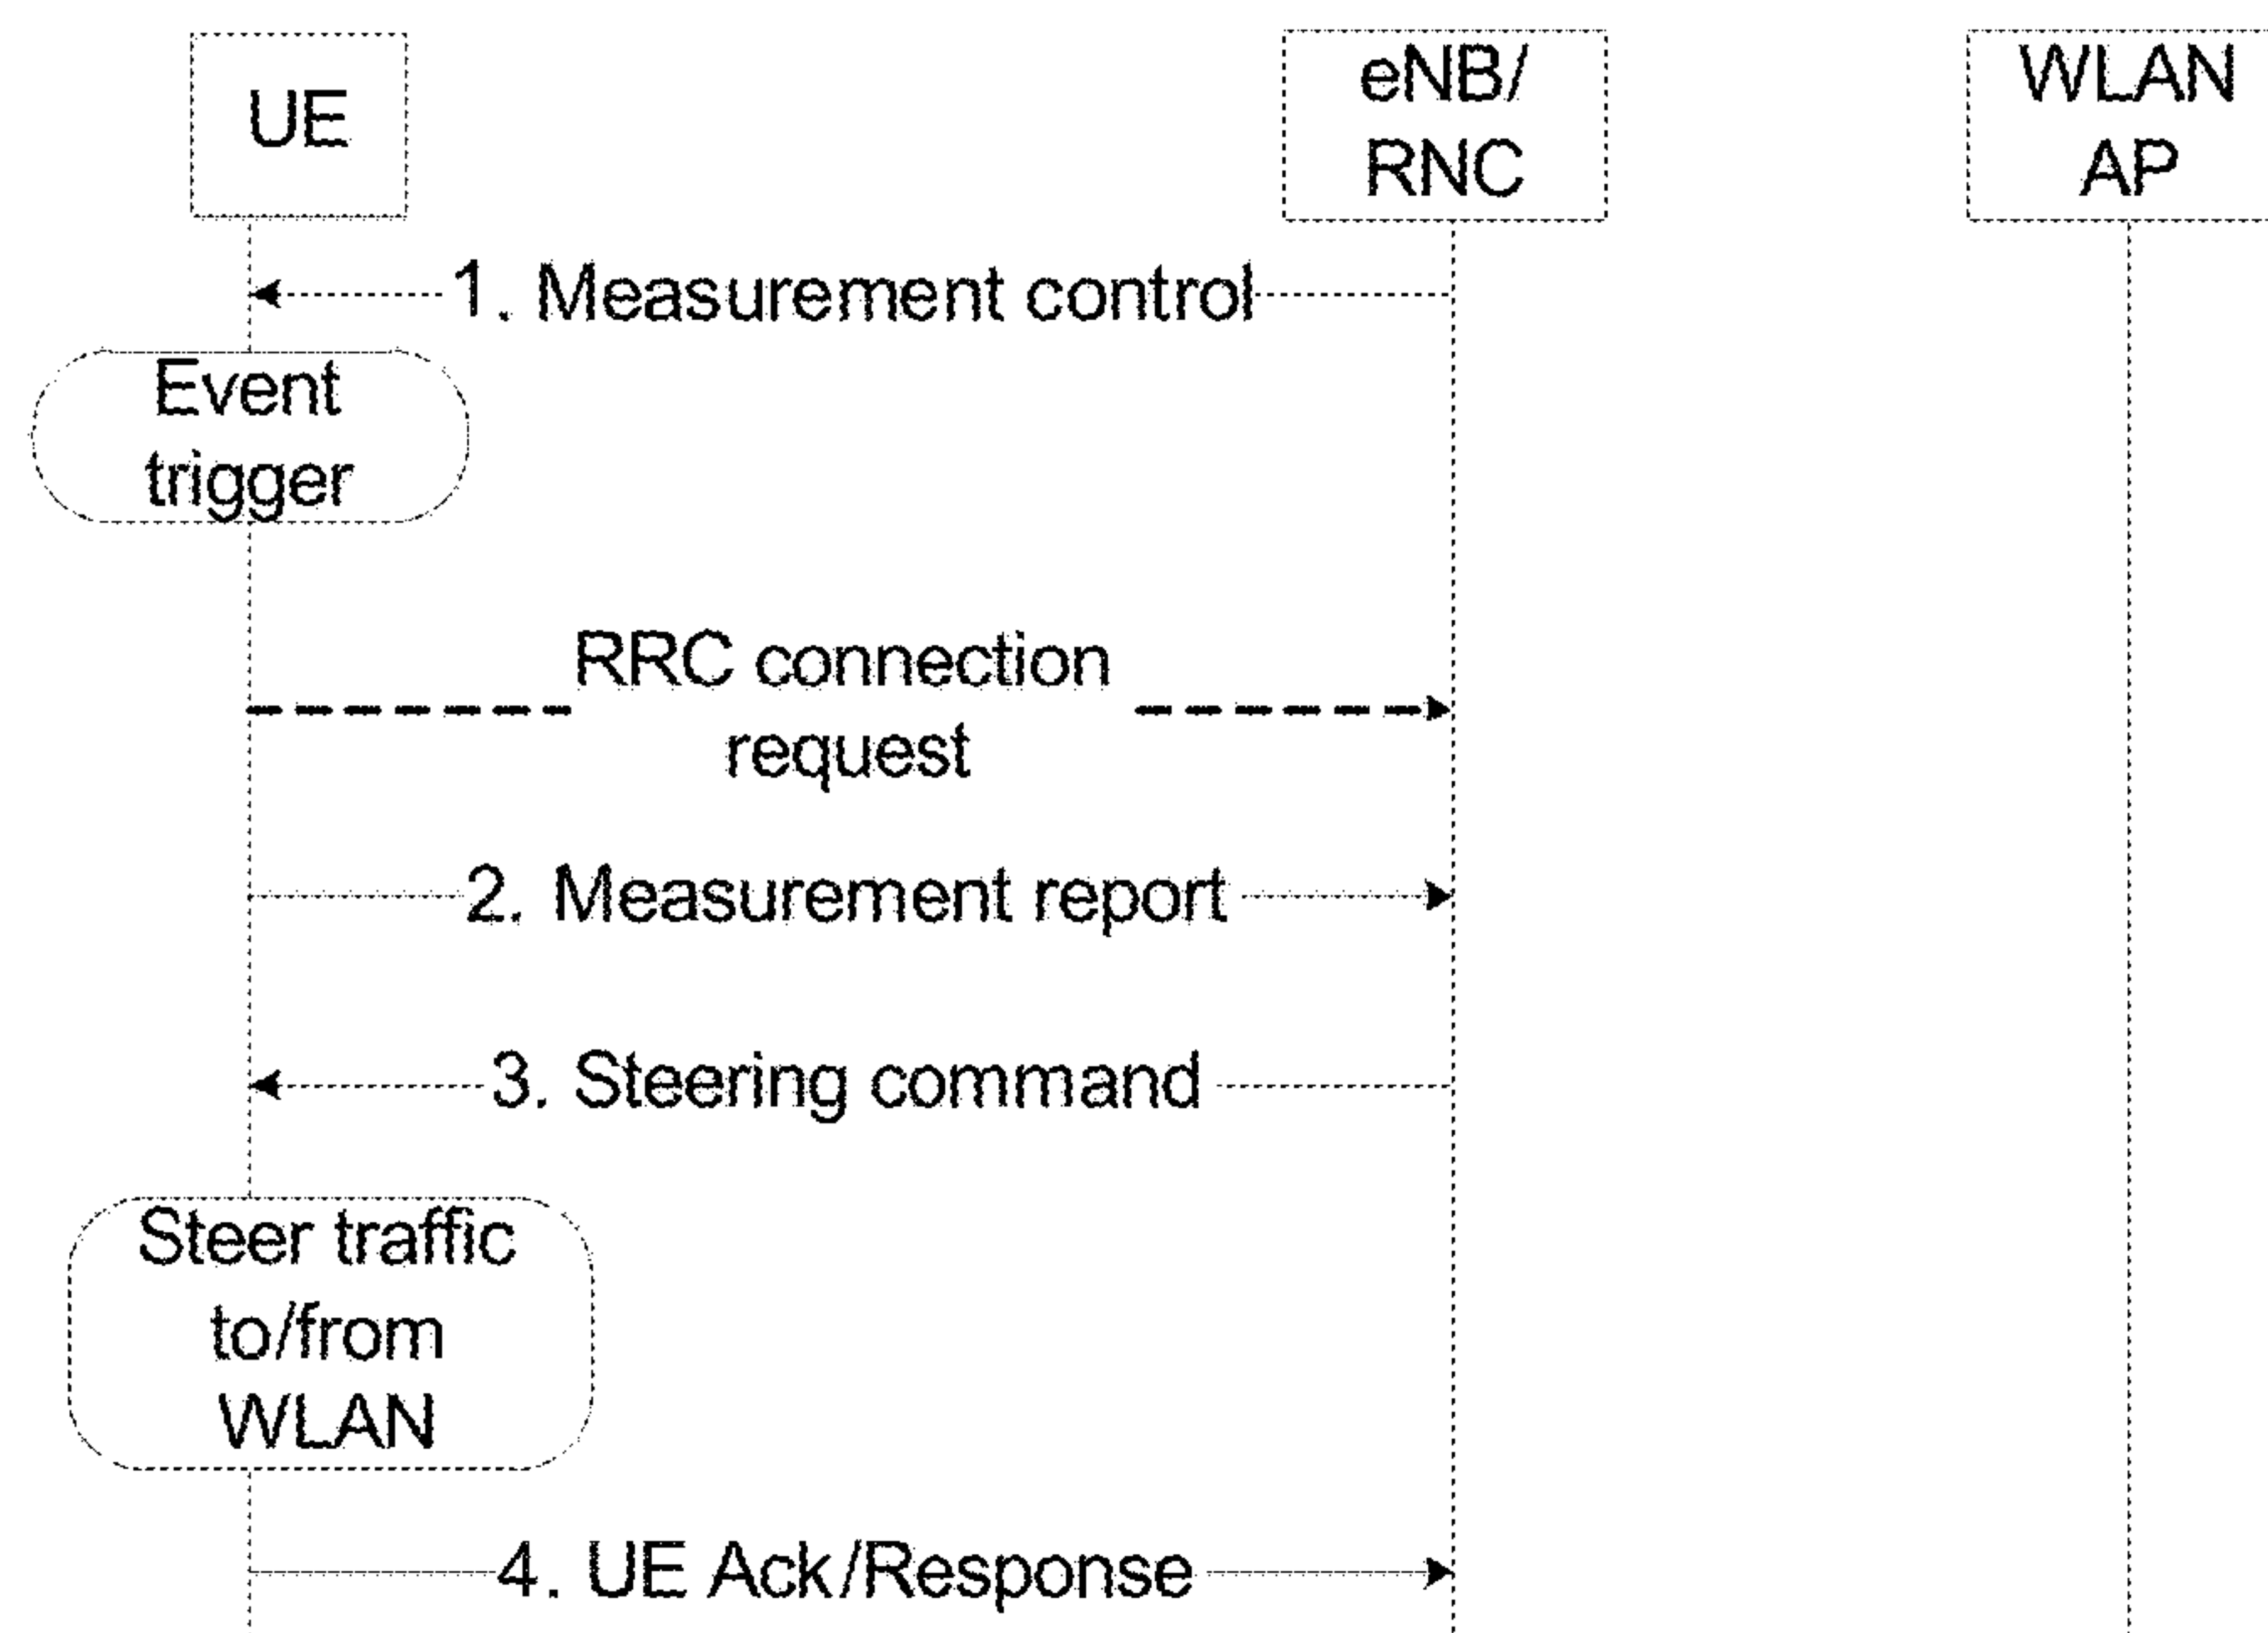 UE
eNB/
RNC
WLAN
AP
1. Measurement control
Event
trigger
RRC connection
request
2. Measurement report
3. Steering command
Steer traffic
to/from
WLAN
4. UE Ack/Response